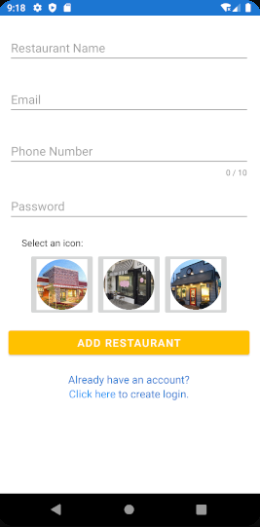 9:18
Restaurant Name
Email
Phone Number
0 / 10
Password
Select an icon:
ADD RESTAURANT
Already have an account?
Click here to create login.